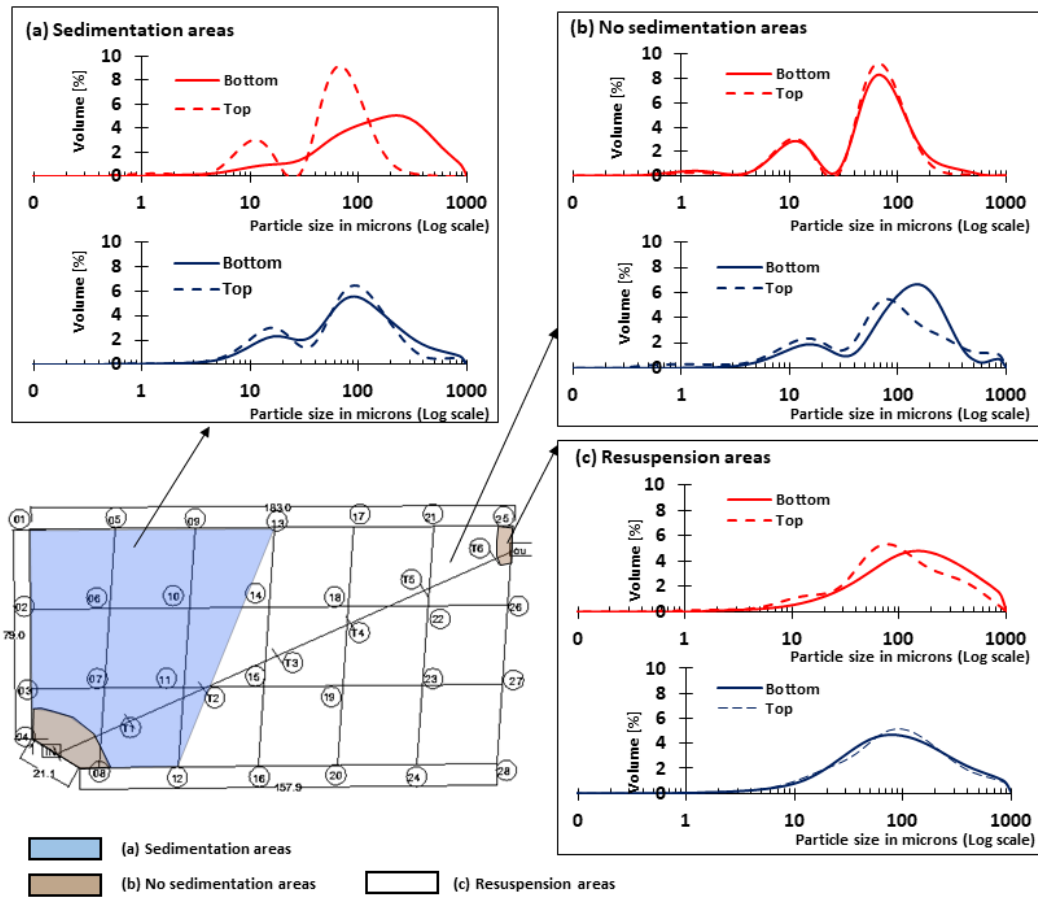 (a) Sedimentation areas
10
8
6
4
2
0
Volume [%]
Bottom
Top
0 1 10 100 1000
Particle size in microns (Log scale)
10
8
6
4
2
0
Volume [%]
Bottom
Top
0 1 10 100 1000
Particle size in microns (Log scale)
(b) No sedimentation areas
10
8
6
4
2
0
Volume [%]
Bottom
Top
0 1 10 100 1000
Particle size in microns (Log scale)
10
8
6
4
2
0
Volume [%]
Bottom
Top
0 1 10 100 1000
Particle size in microns (Log scale)
(c) Resuspension areas
10
8
6
4
2
0
Volume [%]
Bottom
Top
0 1 10 100 1000
Particle size in microns (Log scale)
10
8
6
4
2
0
Volume [%]
Bottom
Top
0 1 10 100 1000
Particle size in microns (Log scale)
183.0
01 05 09 13 17 21 25
T6 OU
T5
02 06 10 14 18 22 26
T4
79.0
T3
03 07 11 15 19 23 27
T2
T1
04 IN
21.1
08 12 16 20 24 28
157.9
(a) Sedimentation areas
(b) No sedimentation areas
(c) Resuspension areas